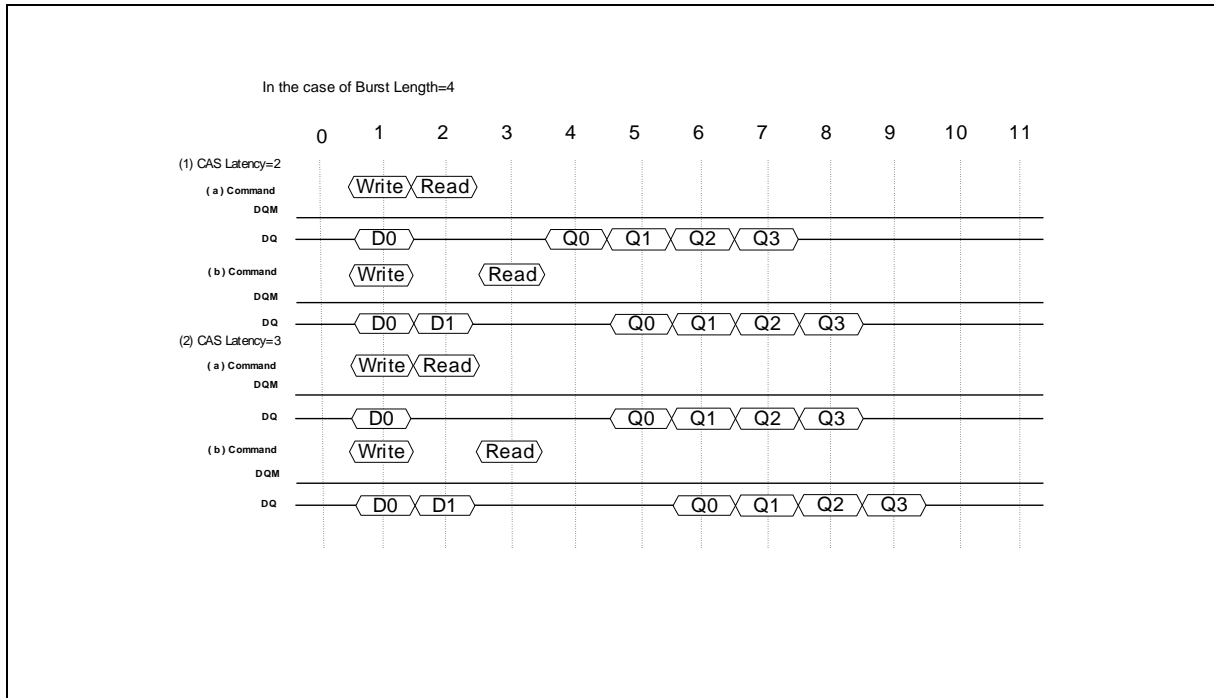 In the case of Burst Length=4
0 1 2 3 4 5 6 7 8 9 10 11
(1) CAS Latency=2
( a ) Command Write Read
DQM
DQ D0 Q0 Q1 Q2 Q3
( b ) Command Write Read
DQM
DQ D0 D1 Q0 Q1 Q2 Q3
(2) CAS Latency=3
( a ) Command Write Read
DQM
DQ D0 Q0 Q1 Q2 Q3
( b ) Command Write Read
DQM
DQ D0 D1 Q0 Q1 Q2 Q3